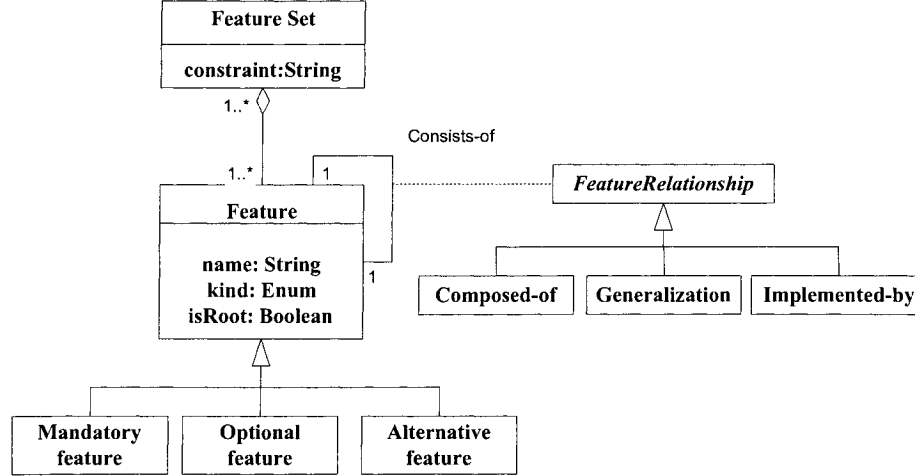 Feature Set
constraint:String
1..*
Consists-of
1..*
1
FeatureRelationship
Feature
name: String
1
kind: Enum
isRoot: Boolean
Composed-of
Generalization
Implemented-by
Mandatory
feature
Optional
feature
Alternative
feature